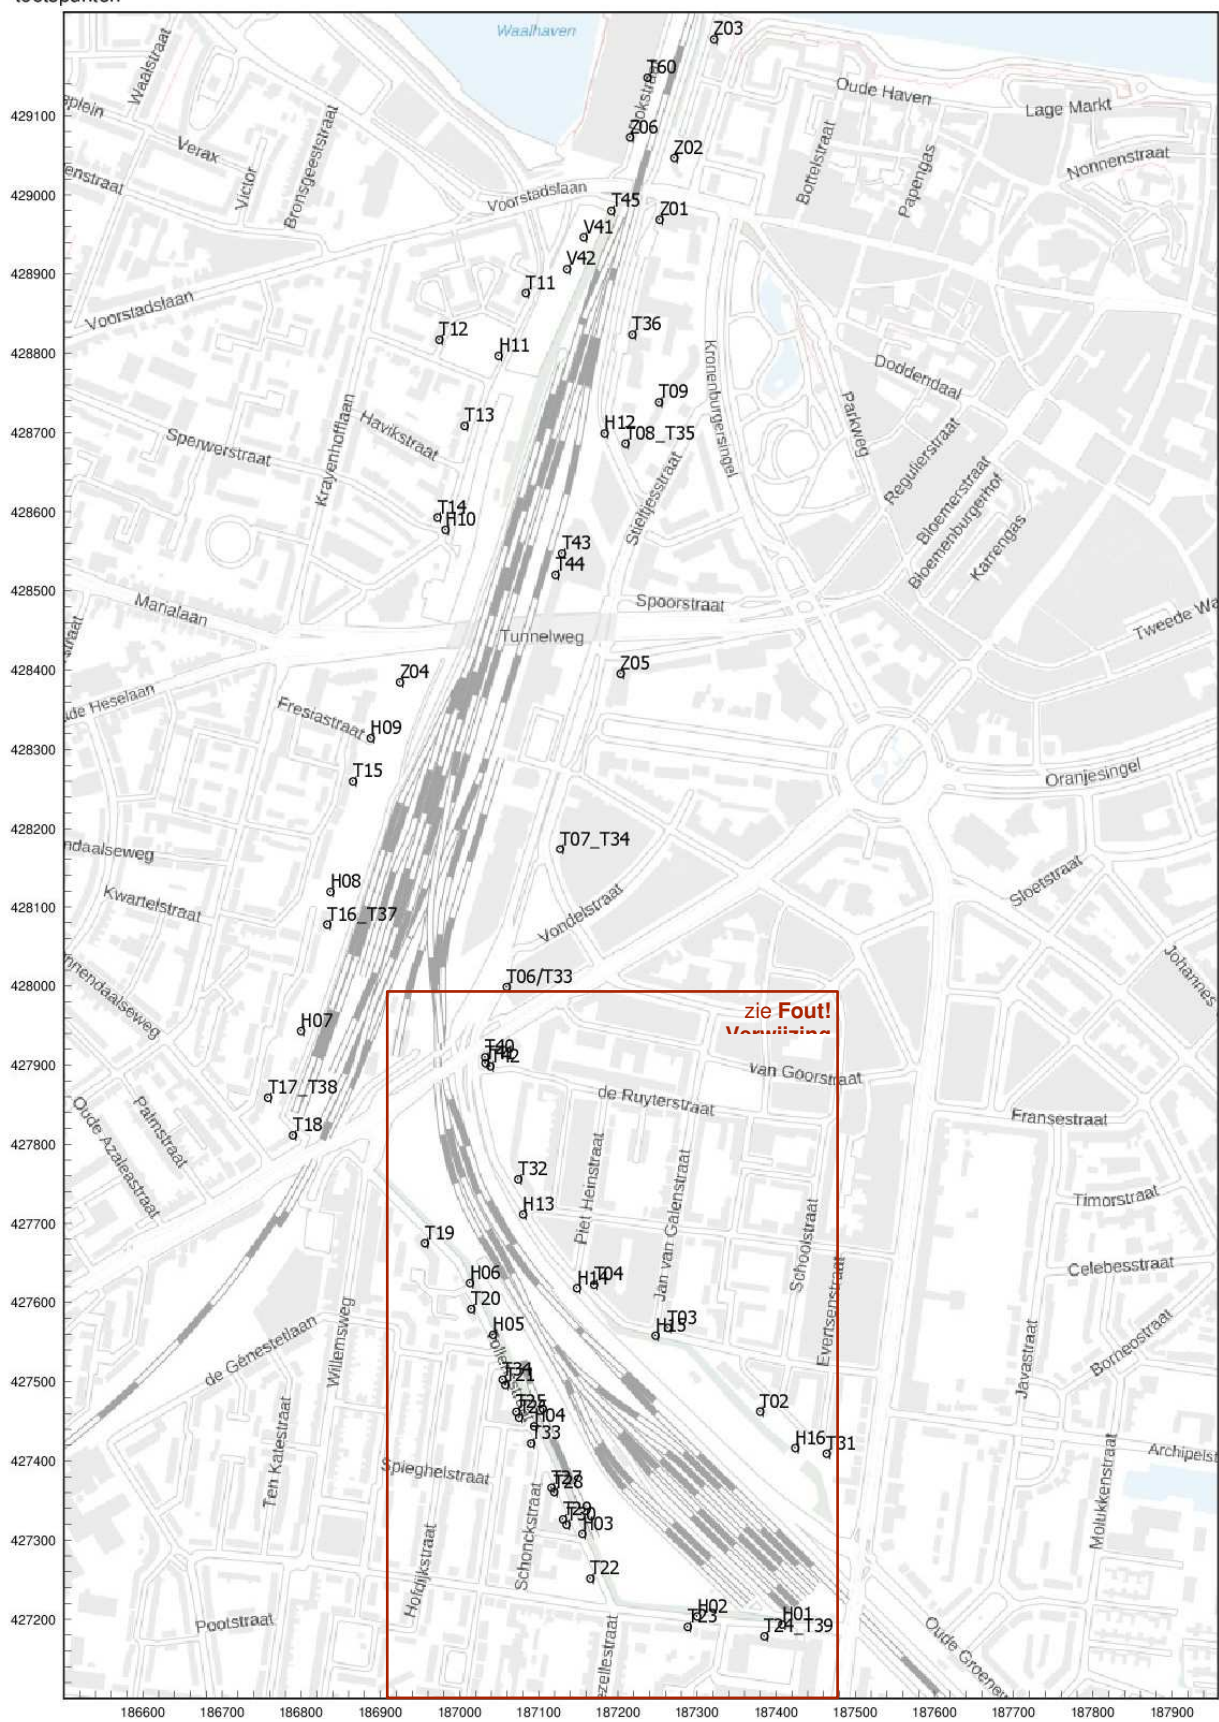 Waalhaven
Z03
T60
Oude Haven
Lage Markt
Waalstraat
429100
Z06
Verax
Z02
Nonnenstraat
Bronsgeeststraat
Victor
Bottelstraat
Papengas
429000
Voorstadslaan
T45
Z01
V41
V42
428900
T11
Voorstadslaan
T12
T36
H11
428800
Kronenburgersingel
Doddendaal
T09
T13
H12
T08_T35
Havikstraat
428700
Sperwerstraat
Krayenhofflaan
Parkweg
Regulierstraat
Stieltjesstraat
Bloemerstraat
Bloemenburgerhof
Karrengas
T14
H10
428600
T43
T44
428500
Marialaan
Spoorstraat
Tunnelweg
Tweede Wa
Z05
Z04
428400
Fresiastraat
H09
428300
T15
Oranjesingel
428200
T07_T34
H08
Kwartelstraat
T16_T37
428100
Vondelstraat
Sloetstraat
Johannes
T06/T33
428000
zie Fout!
Verwijzing
H07
T40
T42
427900
van Goorstraat
de Ruyterstraat
T17_T38
T18
Palmstraat
Oude Azaleastraat
Fransestraat
427800
T32
H13
Piet Heinstraat
Jan van Galenstraat
Schoolstraat
Timorstraat
427700
T19
H06
H14
T04
Celebesstraat
427600
T20
H05
T03
H15
Evertsenstraat
de Génestetlaan
Willemsweg
Javastraat
Borneostraat
427500
T21
T25
T02
H04
T33
H16
T31
427400
Ten Katestraat
Spieghelstraat
Archipelst
T27
T28
Molukkenstraat
T29
T30
H03
427300
Schonckstraat
Hofdijkstraat
T22
H02
T23
H01
T24_T39
427200
Pootstraat
zellestraat
Oude Groene
186600
186700
186800
186900
187000
187100
187200
187300
187400
187500
187600
187700
187800
187900